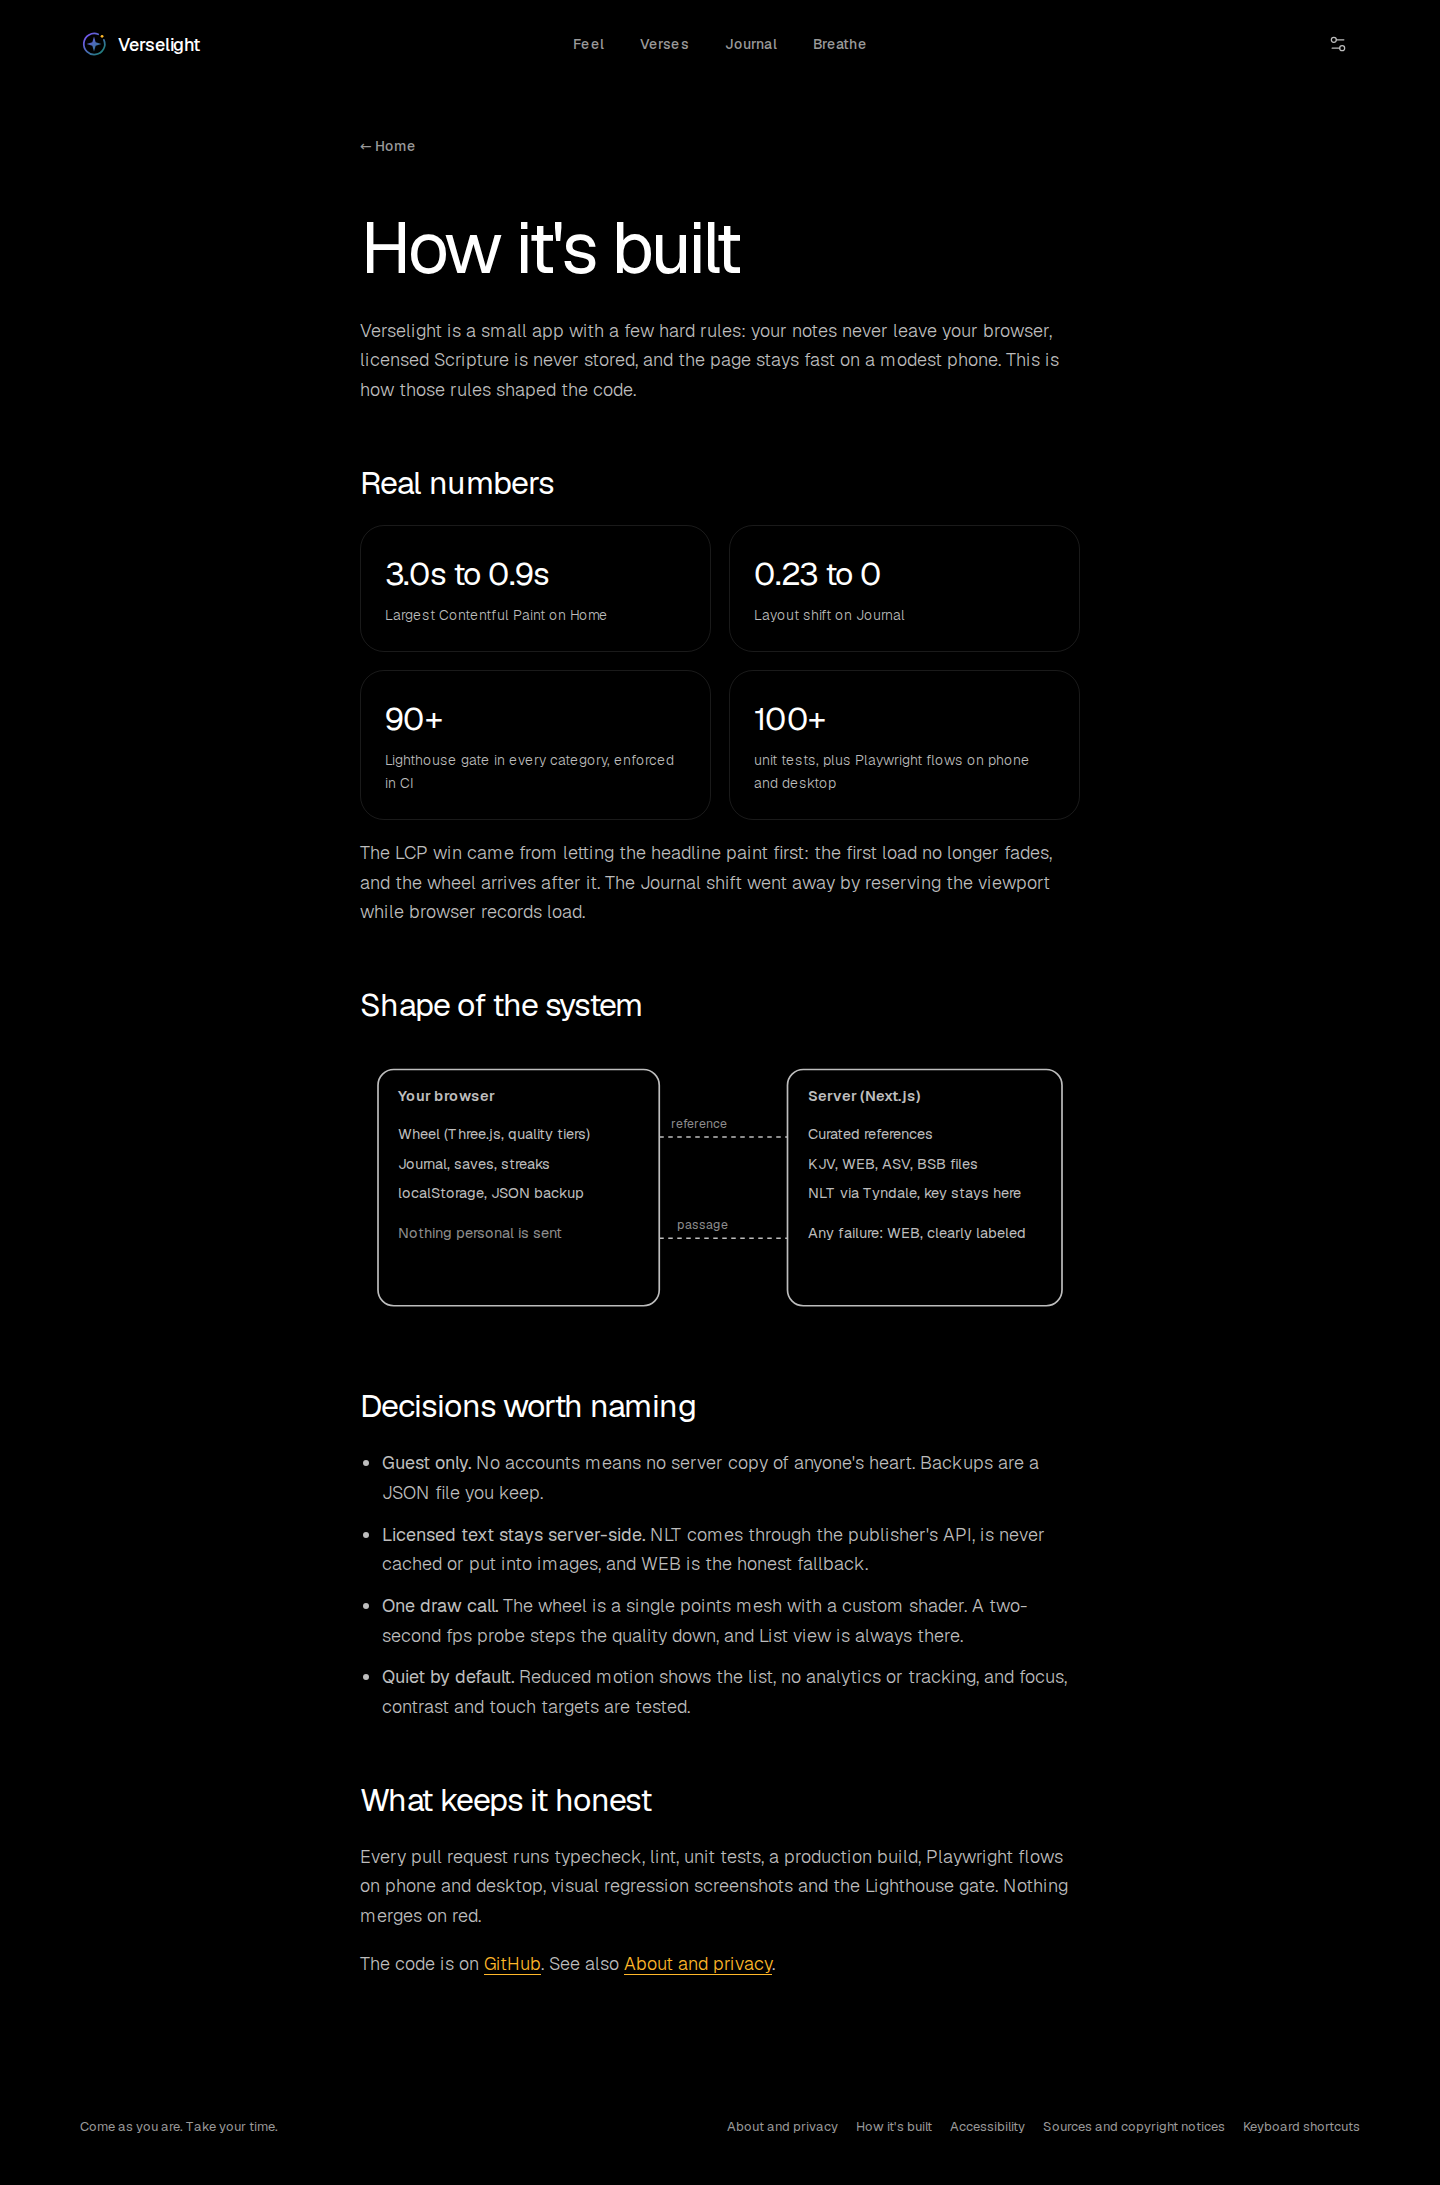 Verselight
Feel
Verses
Journal
Breathe
← Home
How it's built
Verselight is a small app with a few hard rules: your notes never leave your browser,
licensed Scripture is never stored, and the page stays fast on a modest phone. This is
how those rules shaped the code.
Real numbers
3.0s to 0.9s
Largest Contentful Paint on Home
0.23 to 0
Layout shift on Journal
90+
Lighthouse gate in every category, enforced
in CI
100+
unit tests, plus Playwright flows on phone
and desktop
The LCP win came from letting the headline paint first: the first load no longer fades,
and the wheel arrives after it. The Journal shift went away by reserving the viewport
while browser records load.
Shape of the system
Your browser
Wheel (Three.js, quality tiers)
Journal, saves, streaks
localStorage, JSON backup
Nothing personal is sent
reference
passage
Server (Next.js)
Curated references
KJV, WEB, ASV, BSB files
NLT via Tyndale, key stays here
Any failure: WEB, clearly labeled
Decisions worth naming
• Guest only. No accounts means no server copy of anyone's heart. Backups are a
JSON file you keep.
• Licensed text stays server-side. NLT comes through the publisher's API, is never
cached or put into images, and WEB is the honest fallback.
• One draw call. The wheel is a single points mesh with a custom shader. A two-
second fps probe steps the quality down, and List view is always there.
• Quiet by default. Reduced motion shows the list, no analytics or tracking, and focus,
contrast and touch targets are tested.
What keeps it honest
Every pull request runs typecheck, lint, unit tests, a production build, Playwright flows
on phone and desktop, visual regression screenshots and the Lighthouse gate. Nothing
merges on red.
The code is on GitHub. See also About and privacy.
Come as you are. Take your time.
About and privacy
How it's built
Accessibility
Sources and copyright notices
Keyboard shortcuts